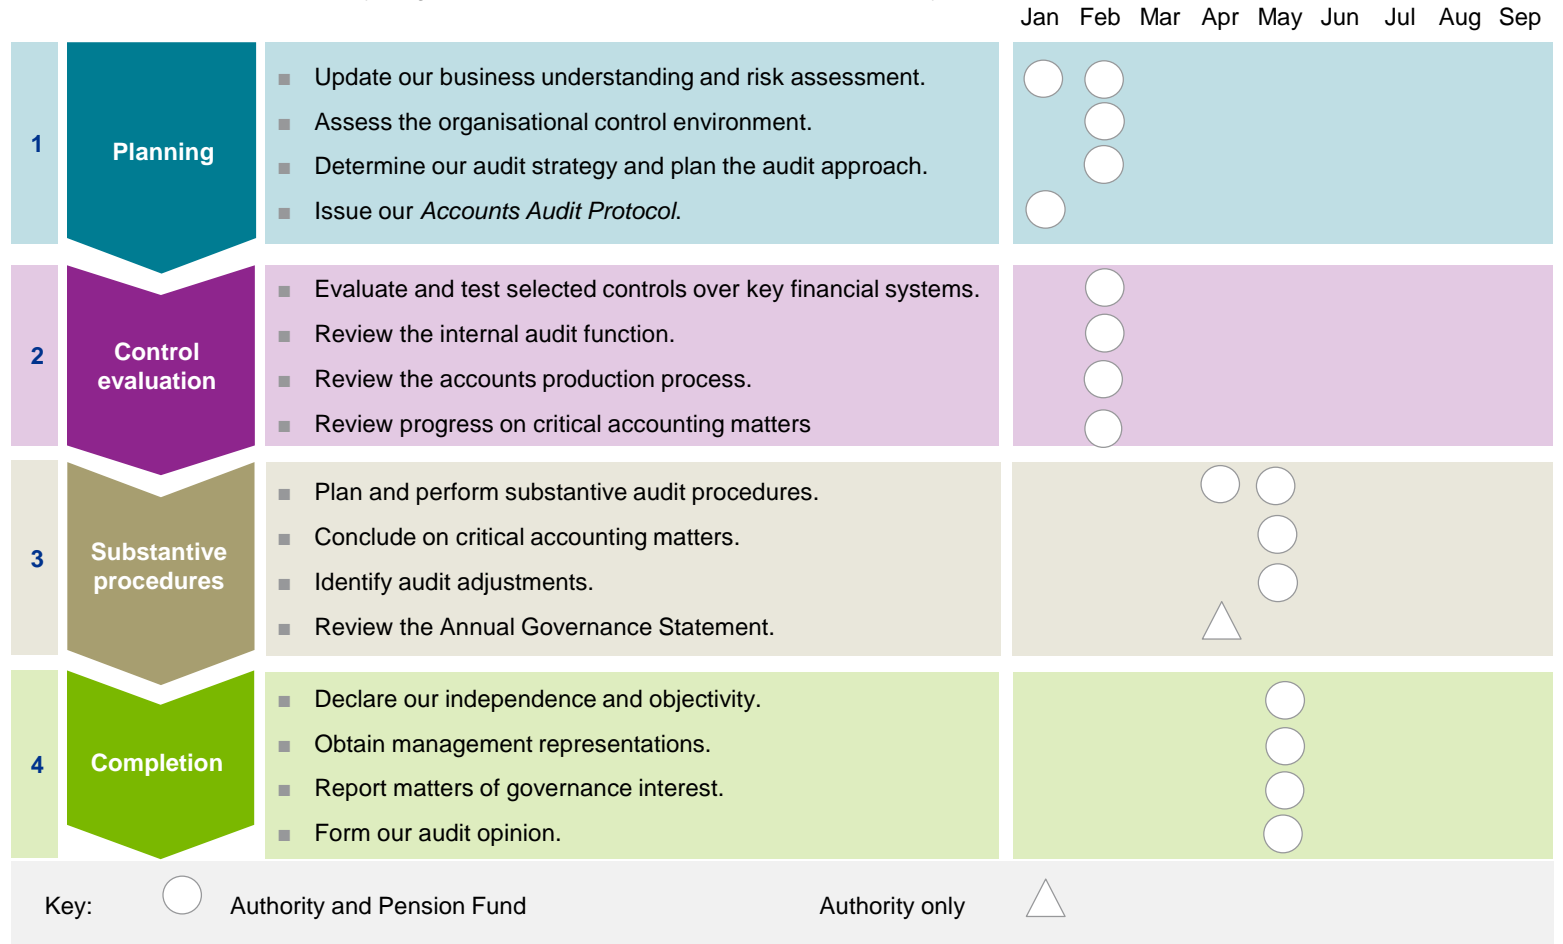 Jan Feb Mar Apr May Jun Jul Aug Sep
1
Planning
■ Update our business understanding and risk assessment.
■ Assess the organisational control environment.
■ Determine our audit strategy and plan the audit approach.
■ Issue our Accounts Audit Protocol.
2
Control
evaluation
■ Evaluate and test selected controls over key financial systems.
■ Review the internal audit function.
■ Review the accounts production process.
■ Review progress on critical accounting matters
3
Substantive
procedures
■ Plan and perform substantive audit procedures.
■ Conclude on critical accounting matters.
■ Identify audit adjustments.
■ Review the Annual Governance Statement.
4
Completion
■ Declare our independence and objectivity.
■ Obtain management representations.
■ Report matters of governance interest.
■ Form our audit opinion.
Key: Authority and Pension Fund Authority only